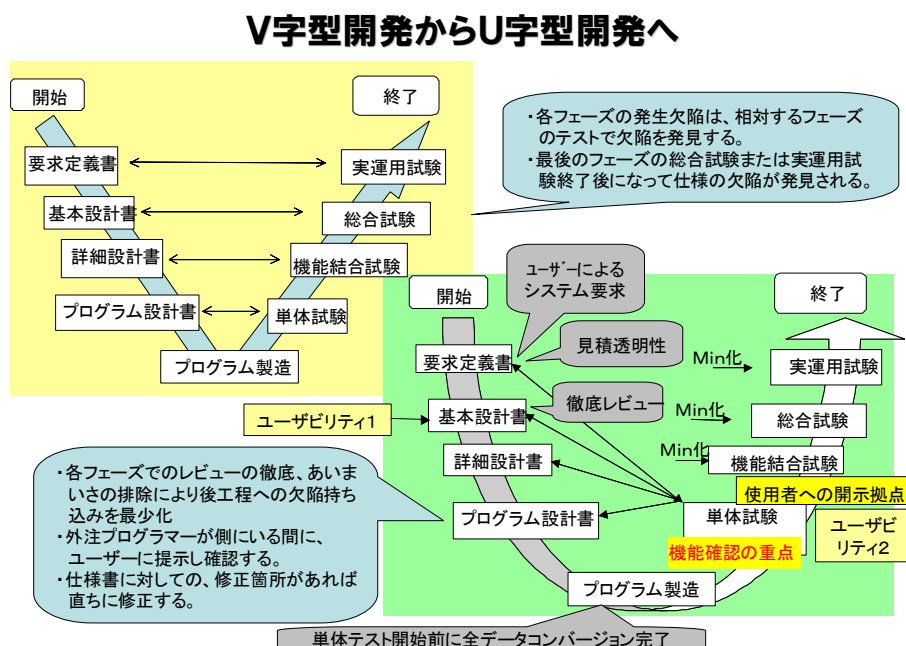 V字型開発からU字型開発へ
開始
終了
要求定義書
実運用試験
基本設計書
総合試験
詳細設計書
機能結合試験
プログラム設計書
単体試験
プログラム製造
・各フェーズの発生欠陥は、相対するフェーズ
のテストで欠陥を発見する。
・最後のフェーズの総合試験または実運用試
験終了後になって仕様の欠陥が発見される。
開始
終了
ユーザーによる
システム要求
見積透明性
要求定義書
Min化
実運用試験
徹底レビュー
ユーザビリティ1
基本設計書
Min化
総合試験
詳細設計書
Min化
機能結合試験
使用者への開示拠点
プログラム設計書
単体試験
ユーザビ
リティ2
機能確認の重点
プログラム製造
単体テスト開始前に全データコンバージョン完了
・各フェーズでのレビューの徹底、あいま
いさの排除により後工程への欠陥持ち
込みを最少化
・外注プログラマーが側にいる間に、
ユーザーに提示し確認する。
・仕様書に対しての、修正箇所があれば
直ちに修正する。